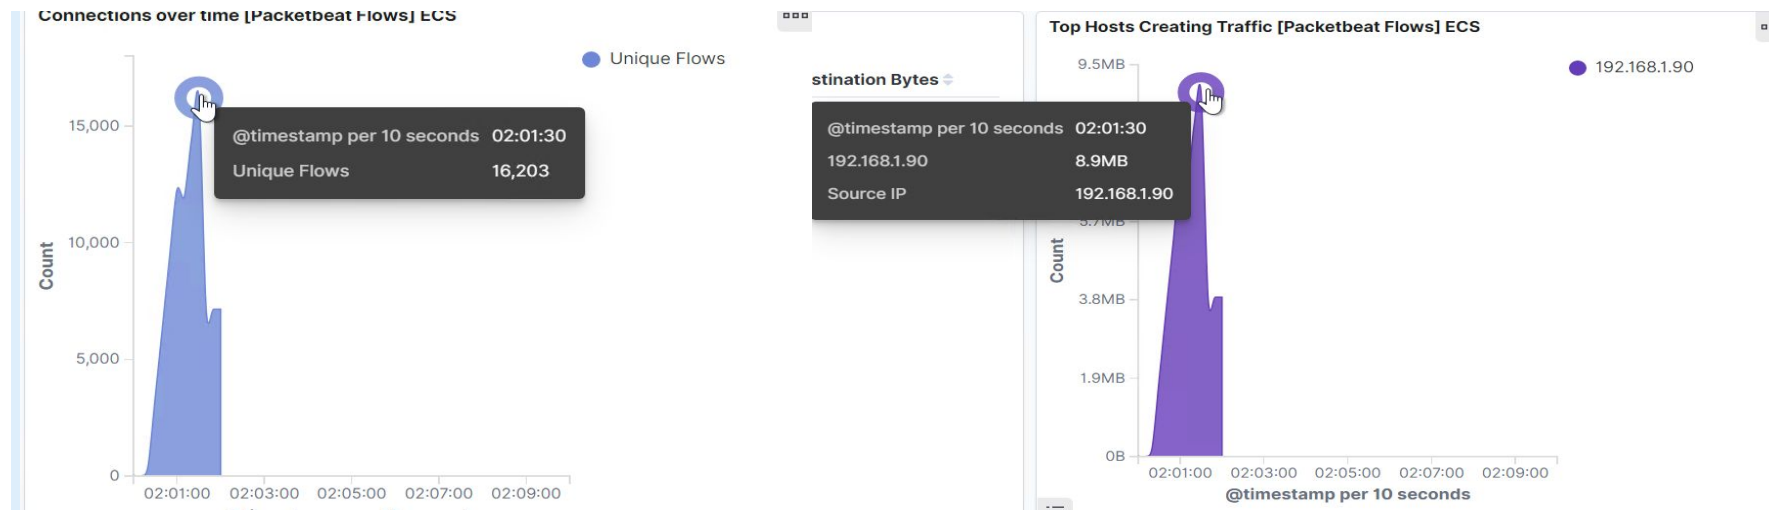 Connections over time [Packetbeat Flows] ECS
Unique Flows
15,000
10,000
5,000
0
Count
@timestamp per 10 seconds 02:01:30
Unique Flows 16,203
02:01:00 02:03:00 02:05:00 02:07:00 02:09:00
stination Bytes
Top Hosts Creating Traffic [Packetbeat Flows] ECS
192.168.1.90
9.5MB
@timestamp per 10 seconds 02:01:30
192.168.1.90 8.9MB
Source IP 192.168.1.90
5.7MB
3.8MB
1.9MB
0B
Count
02:01:00 02:03:00 02:05:00 02:07:00 02:09:00
@timestamp per 10 seconds